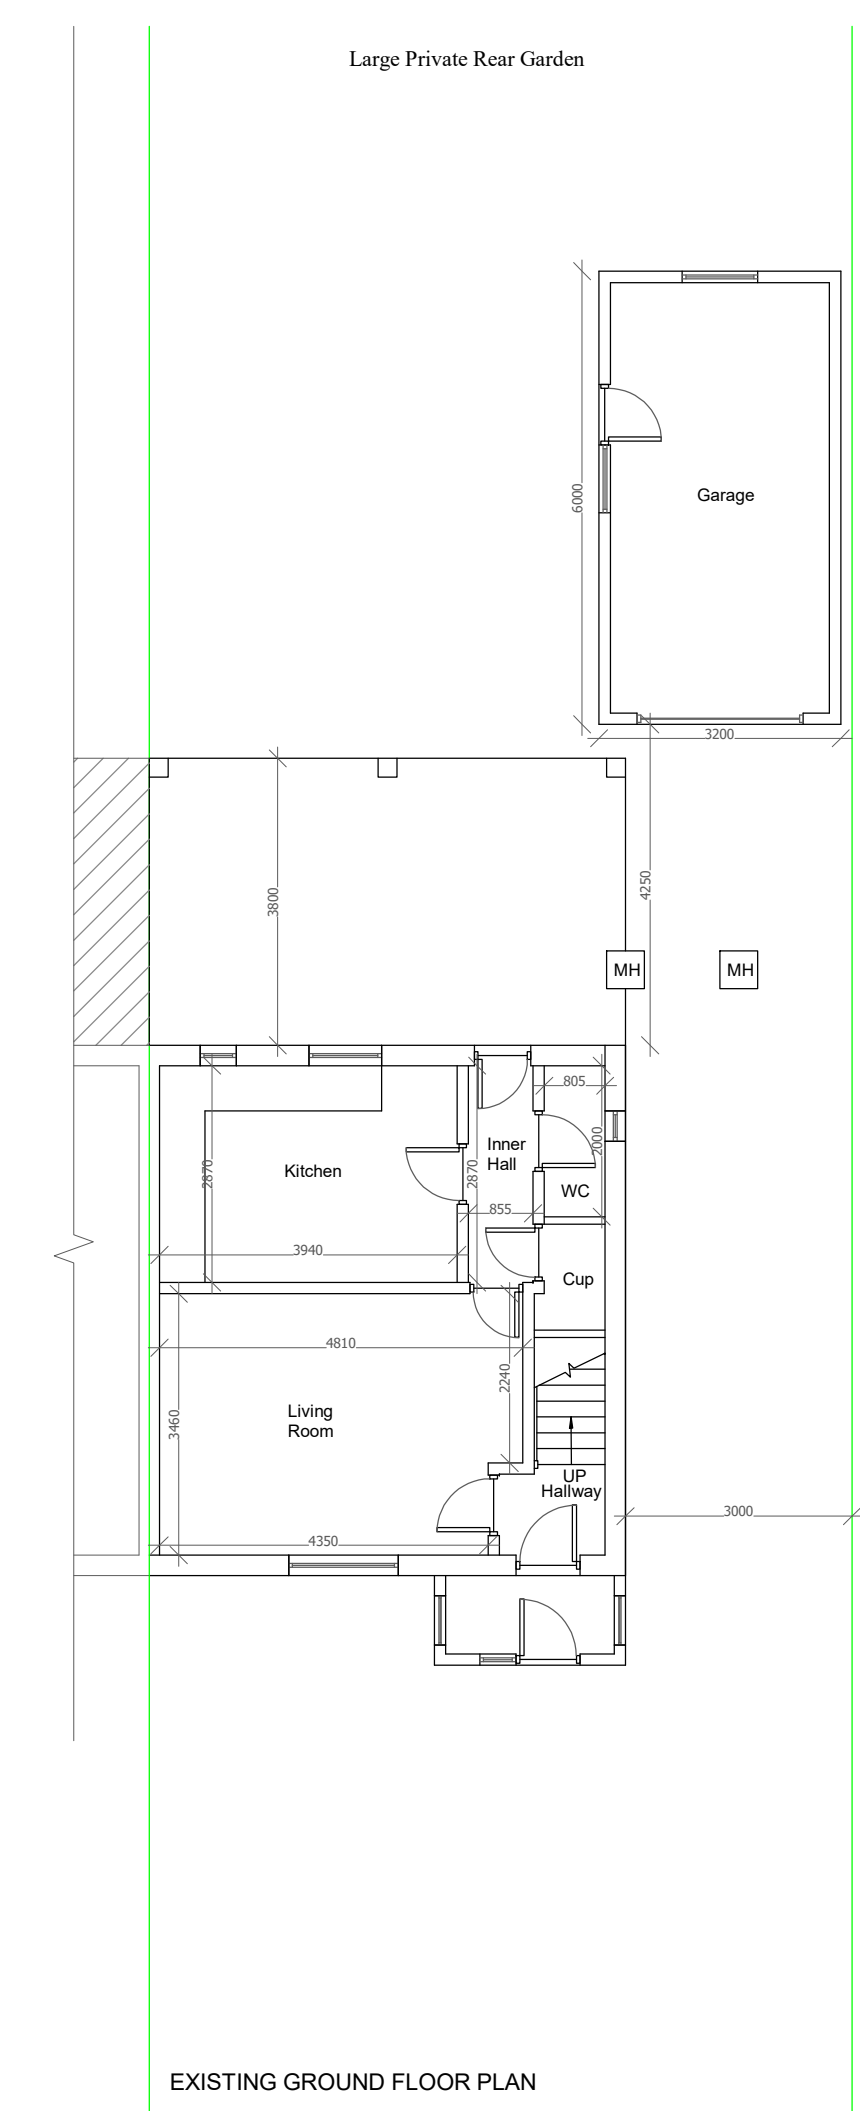 Large Private Rear Garden
6000
Garage
3200
3800
4250
MH
MH
805
2000
Inner
Hall
Kitchen
2870
2870
WC
855
3940
Cup
4810
2240
Living
Room
3460
UP
Hallway
3000
4350
EXISTING GROUND FLOOR PLAN